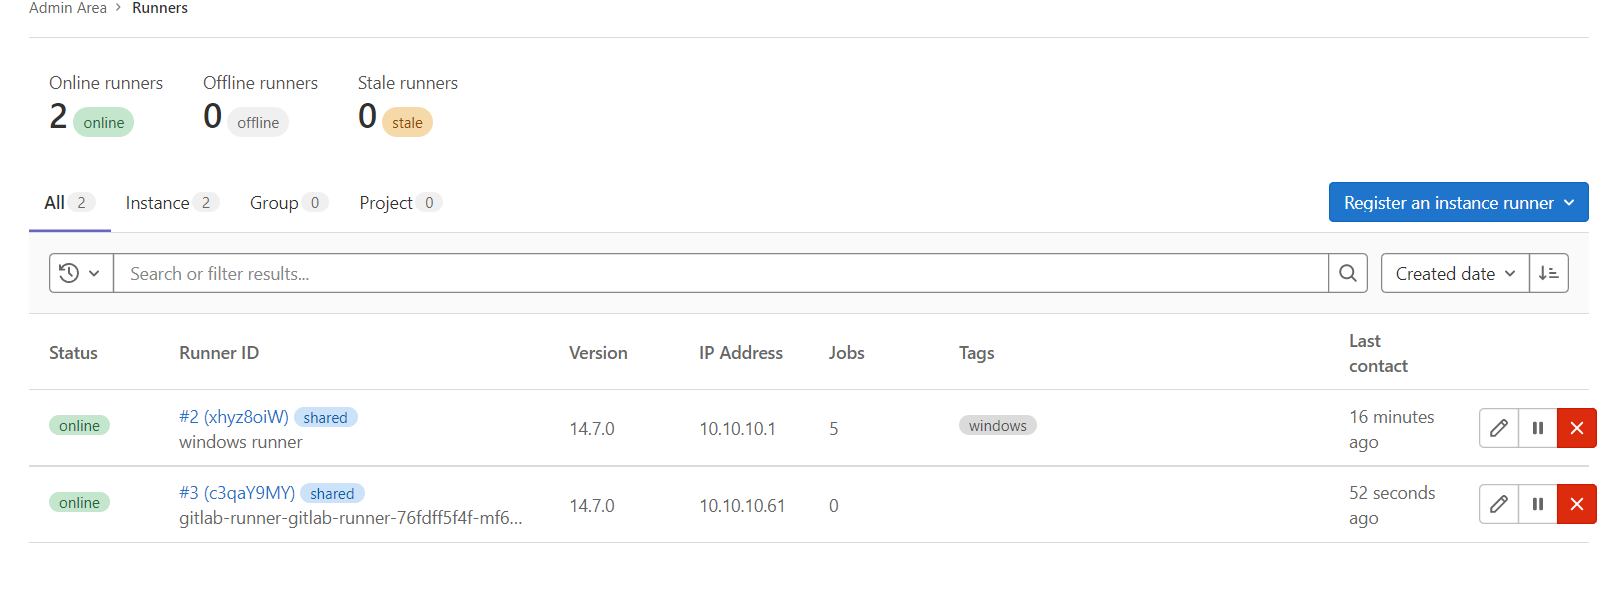 Admin Area › Runners
Online runners Offline runners Stale runners
2 online 0 offline 0 stale
All 2 Instance 2 Group 0 Project 0 Register an instance runner
Search or filter results... Created date
Status Runner ID Version IP Address Jobs Tags Last contact
online #2 (xhyz8oiW) shared 14.7.0 10.10.10.1 5 windows 16 minutes ago
windows runner
online #3 (c3qaY9MY) shared 14.7.0 10.10.10.61 0 52 seconds ago
gitlab-runner-gitlab-runner-76fdff5f4f-mf6...